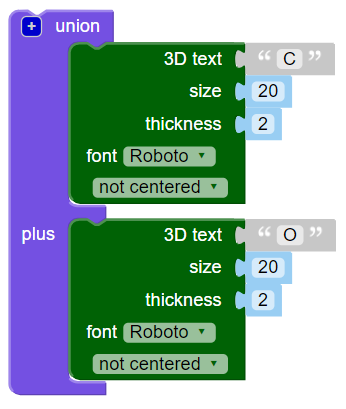 + union
3D text “ C ”
size 20
thickness 2
font Roboto ▾
not centered ▾
plus
3D text “ O ”
size 20
thickness 2
font Roboto ▾
not centered ▾